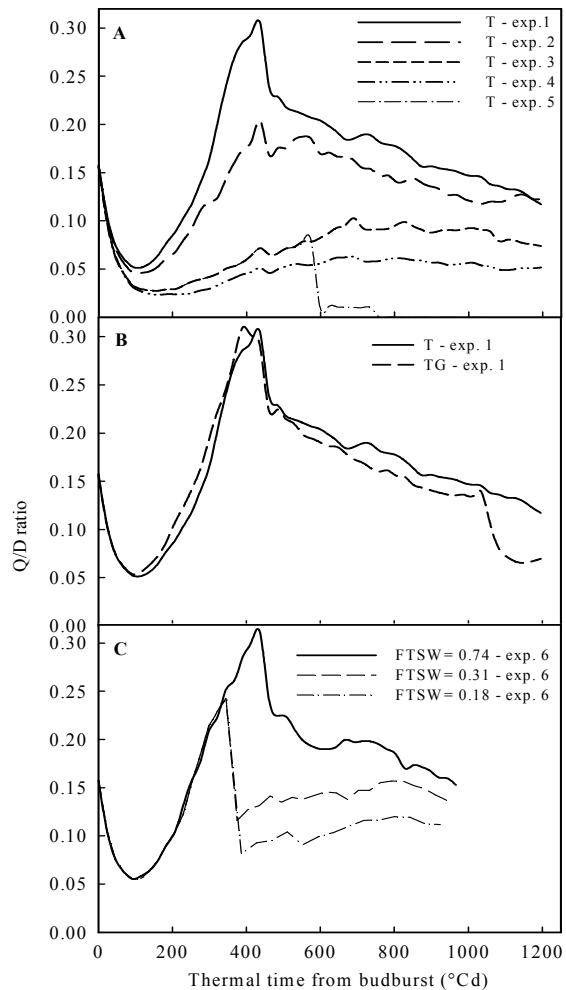 0.30
A
T - exp.1
T - exp. 2
T - exp. 3
T - exp. 4
T - exp. 5
0.25
0.20
0.15
0.10
0.05
0.00
0.30
B
T - exp. 1
TG - exp. 1
0.25
0.20
0.15
0.10
0.05
0.00
Q/D ratio
0.30
C
FTSW= 0.74 - exp. 6
FTSW= 0.31 - exp. 6
FTSW= 0.18 - exp. 6
0.25
0.20
0.15
0.10
0.05
0.00
0 200 400 600 800 1000 1200
Thermal time from budburst (°Cd)